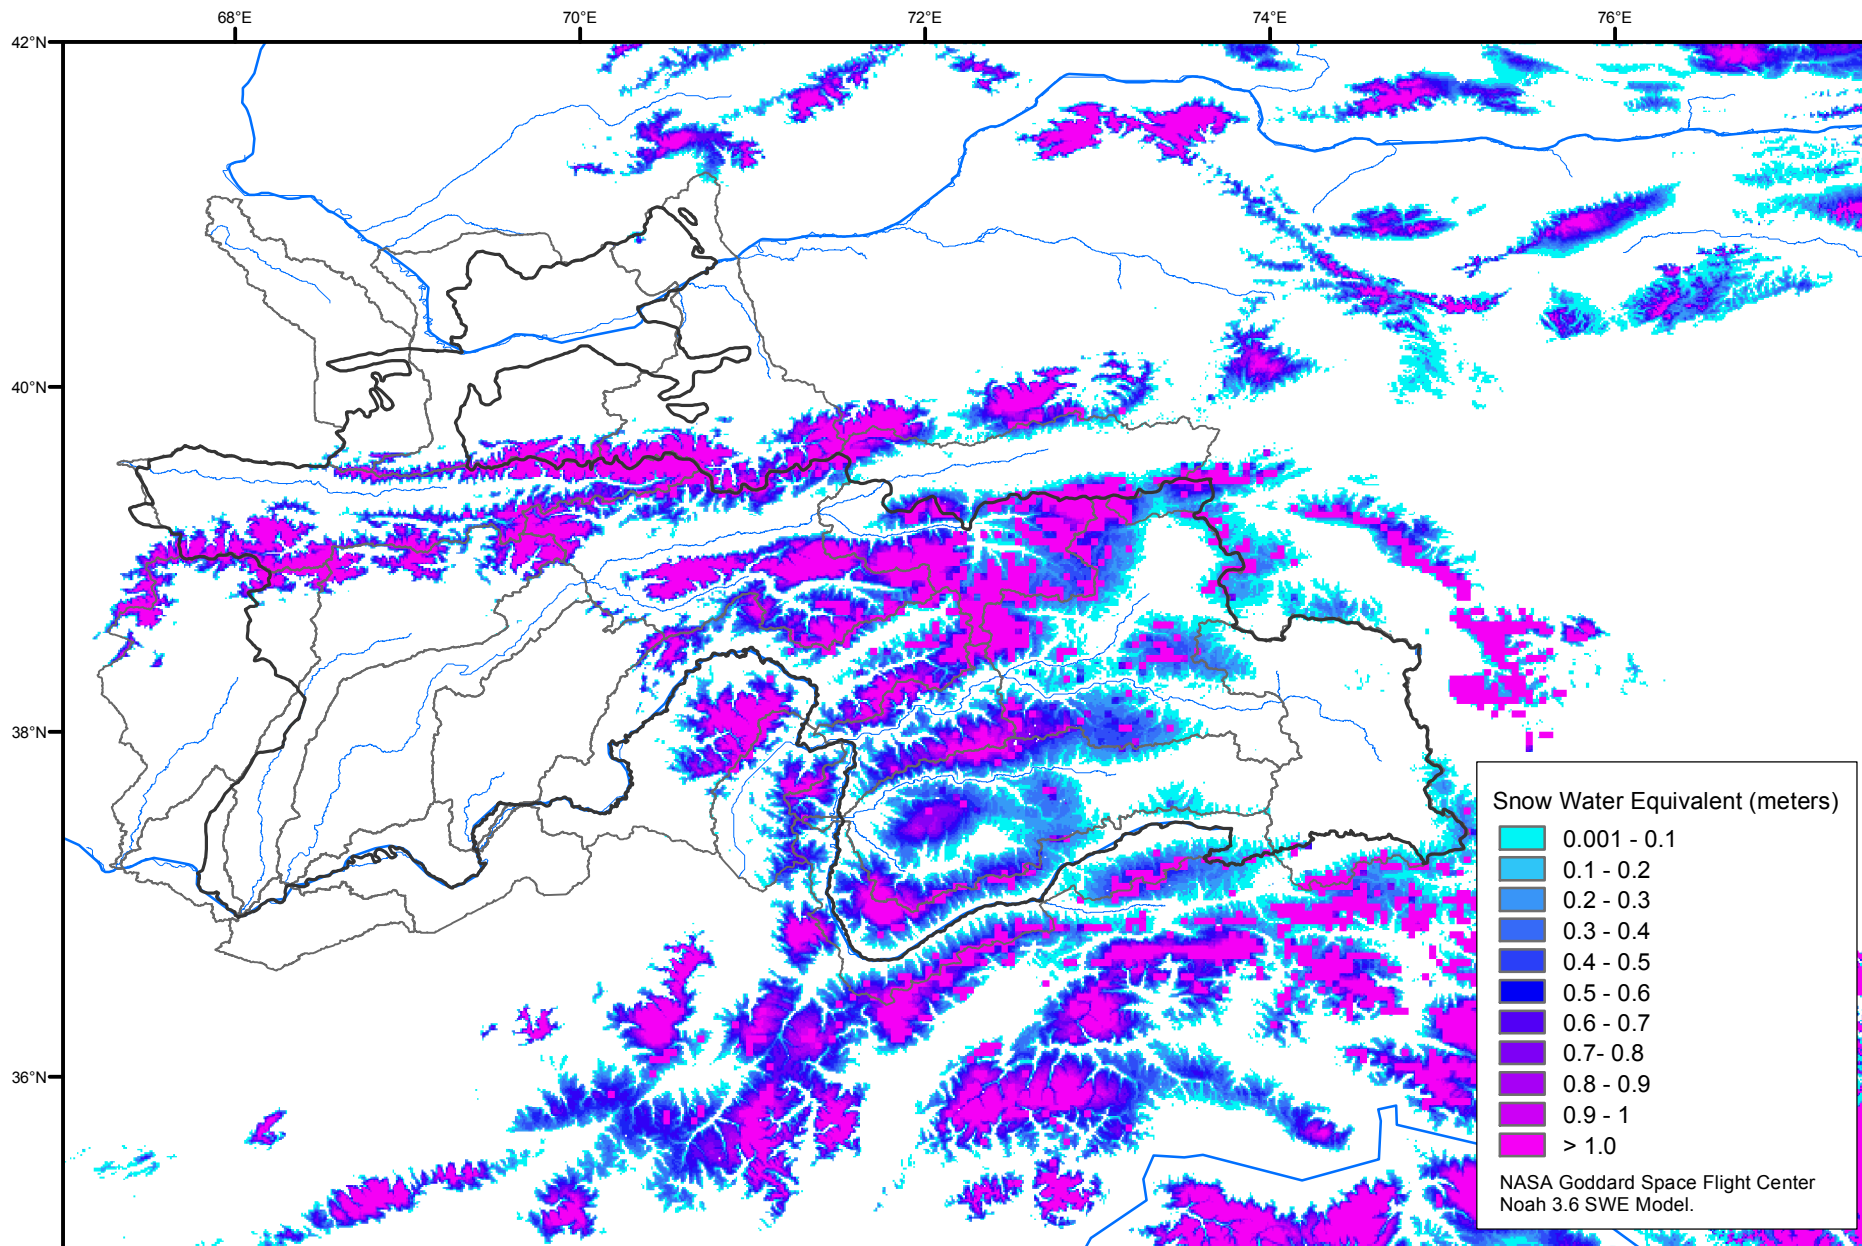 68°E 70°E 72°E 74°E 76°E
42°N
40°N
38°N
36°N
Snow Water Equivalent (meters)
0.001 - 0.1
0.1 - 0.2
0.2 - 0.3
0.3 - 0.4
0.4 - 0.5
0.5 - 0.6
0.6 - 0.7
0.7- 0.8
0.8 - 0.9
0.9 - 1
> 1.0
NASA Goddard Space Flight Center
Noah 3.6 SWE Model.